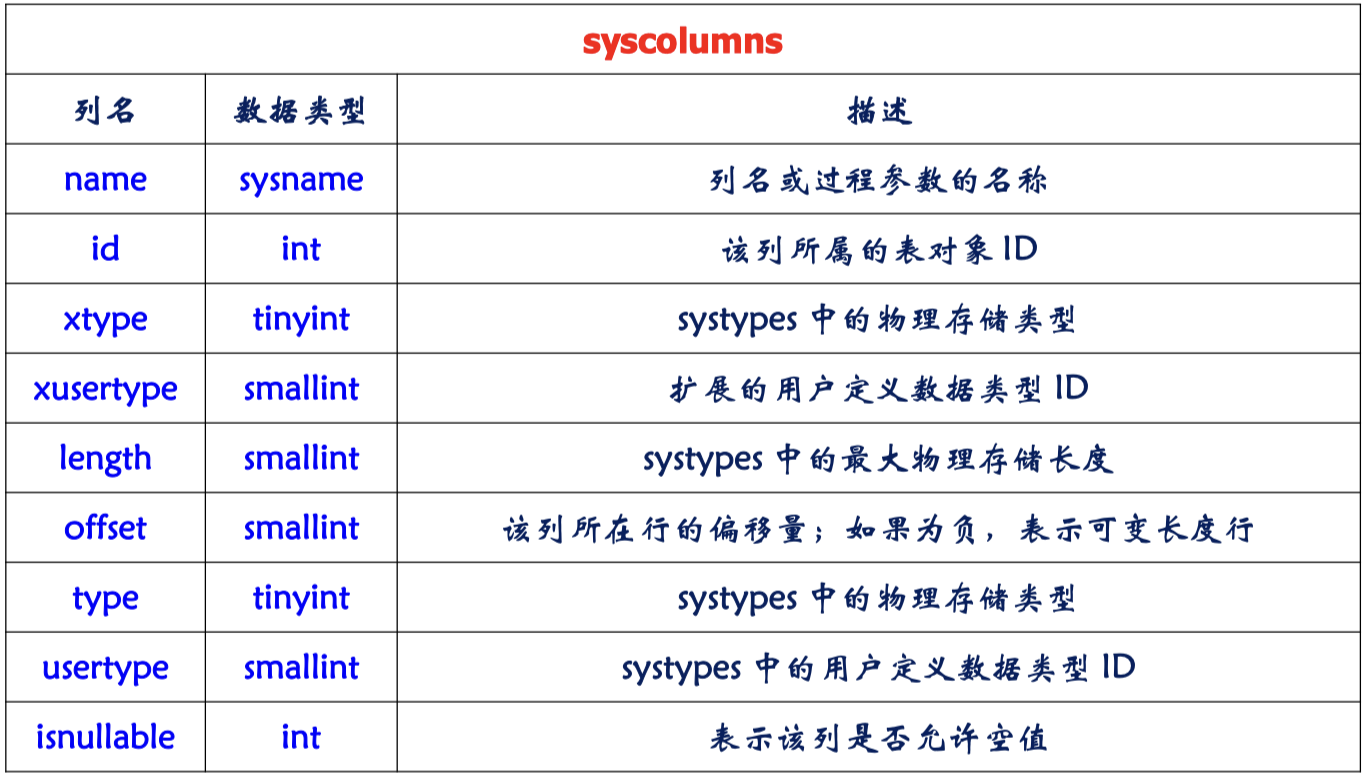 syscolumns
列名 数据类型 描述
name sysname 列名或过程参数的名称
id int 该列所属的表对象 ID
xtype tinyint systypes 中的物理存储类型
xusertype smallint 扩展的用户定义数据类型 ID
length smallint systypes 中的最大物理存储长度
offset smallint 该列所在行的偏移量；如果为负，表示可变长度行
type tinyint systypes 中的物理存储类型
usertype smallint systypes 中的用户定义数据类型 ID
isnullable int 表示该列是否允许空值